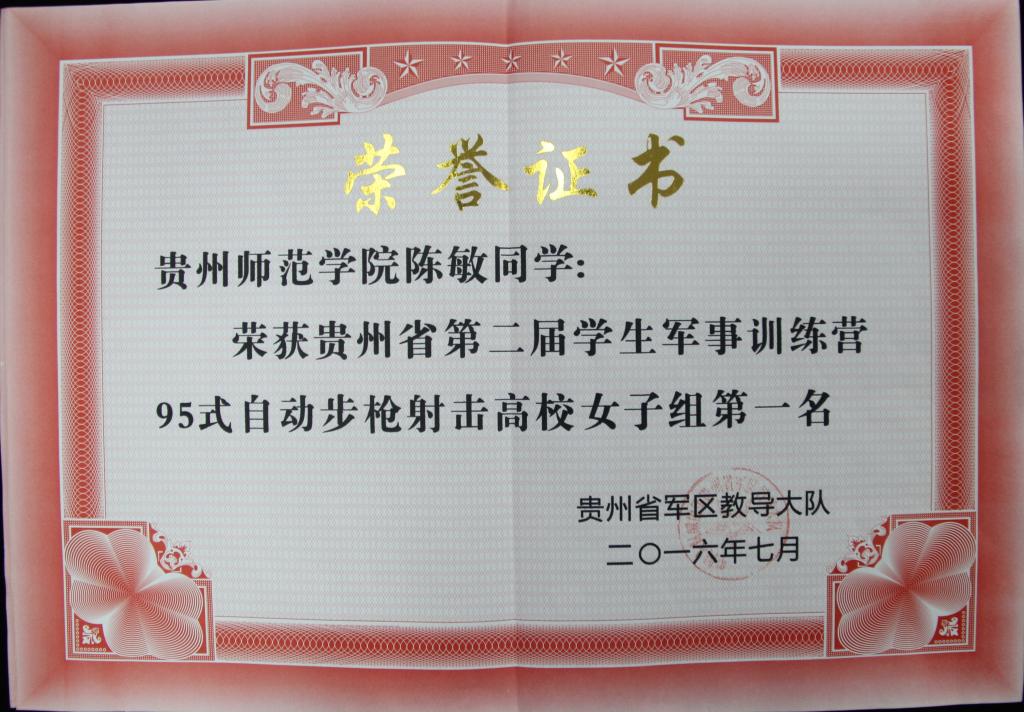 荣誉证书
贵州师范学院陈敏同学:
荣获贵州省第二届学生军事训练营
95式自动步枪射击高校女子组第一名
贵州省军区教导大队
二〇一六年七月